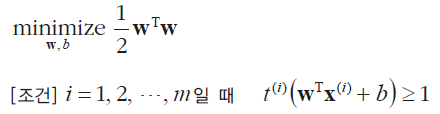 minimize 1/2 wᵀw
w, b
[조건] i = 1, 2, ⋯, m일 때 t⁽ⁱ⁾(wᵀx⁽ⁱ⁾ + b) ≥ 1